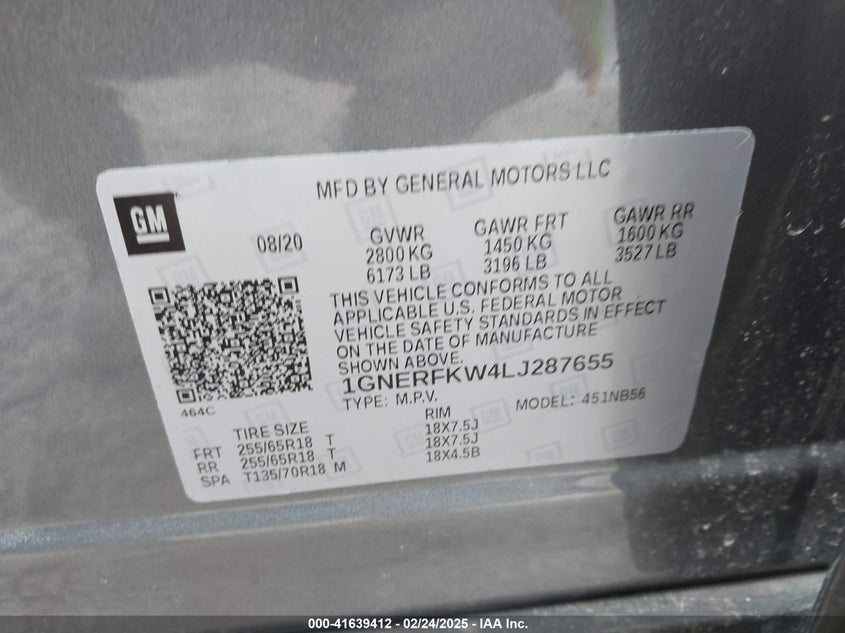 MFD BY GENERAL MOTORS LLC
GM
08/20
GVWR
2800 KG
6173 LB
GAWR FRT
1450 KG
3196 LB
GAWR RR
1600 KG
3527 LB
THIS VEHICLE CONFORMS TO ALL
APPLICABLE U.S. FEDERAL MOTOR
VEHICLE SAFETY STANDARDS IN EFFECT
ON THE DATE OF MANUFACTURE
SHOWN ABOVE.
1GNERFKW4LJ287655
TYPE: M.P.V. MODEL: 451NB56
464C
TIRE SIZE RIM
FRT 255/65R18 T 18X7.5J
RR 255/65R18 T 18X7.5J
SPA T135/70R18 M 18X4.5B
000-41639412 - 02/24/2025 - IAA Inc.